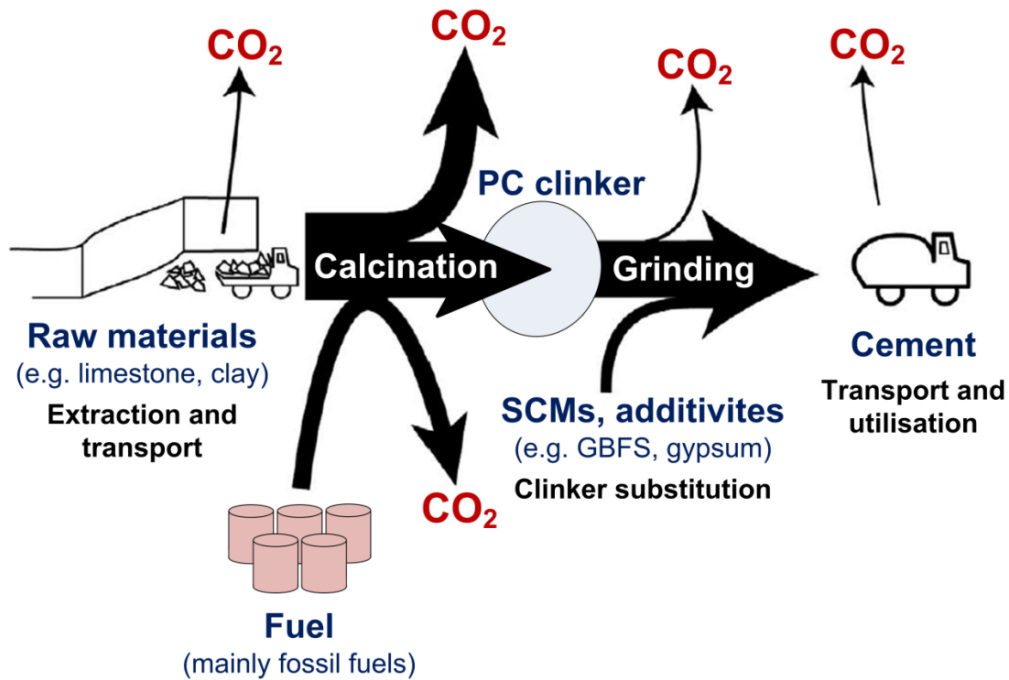 CO₂
CO₂
CO₂
CO₂
PC clinker
Calcination
Grinding
Raw materials
(e.g. limestone, clay)
Extraction and
transport
Cement
Transport and
utilisation
SCMs, additivites
(e.g. GBFS, gypsum)
Clinker substitution
CO₂
Fuel
(mainly fossil fuels)